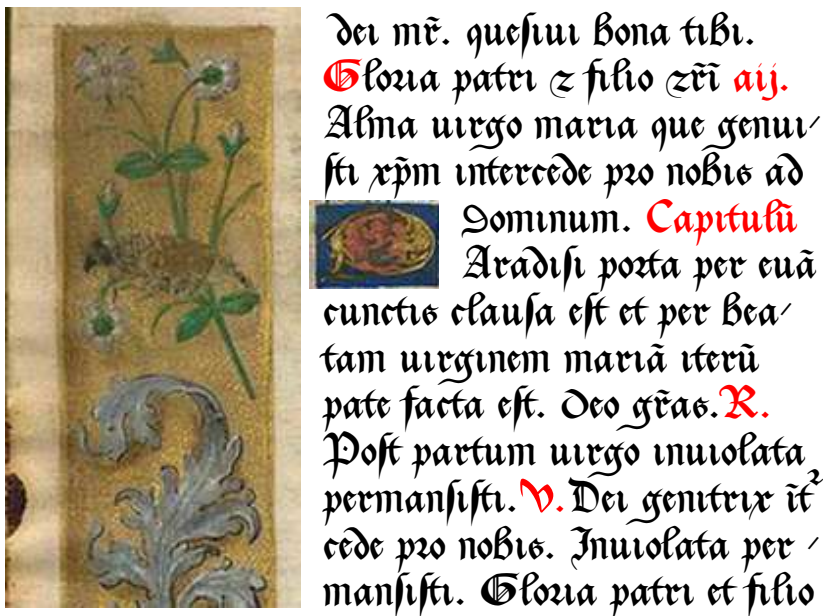 dei mr̃. quesiui bona tibi.
Gloria patri ⁊ filio ⁊r̃ĩ aij.
Alma uirgo maria que genui⸗
sti xp̃m intercede pro nobis ad
Dominum. Capitulũ
Aradisi porta per euã
cunctis clausa est et per bea⸗
tam uirginem mariã iterũ
pate facta est. Deo gr̃as. R.
Post partum uirgo inuiolata
permansisti. V. Dei genitrix ĩtᷣ
cede pro nobis. Inuiolata per ⸗
mansisti. Gloria patri et filio